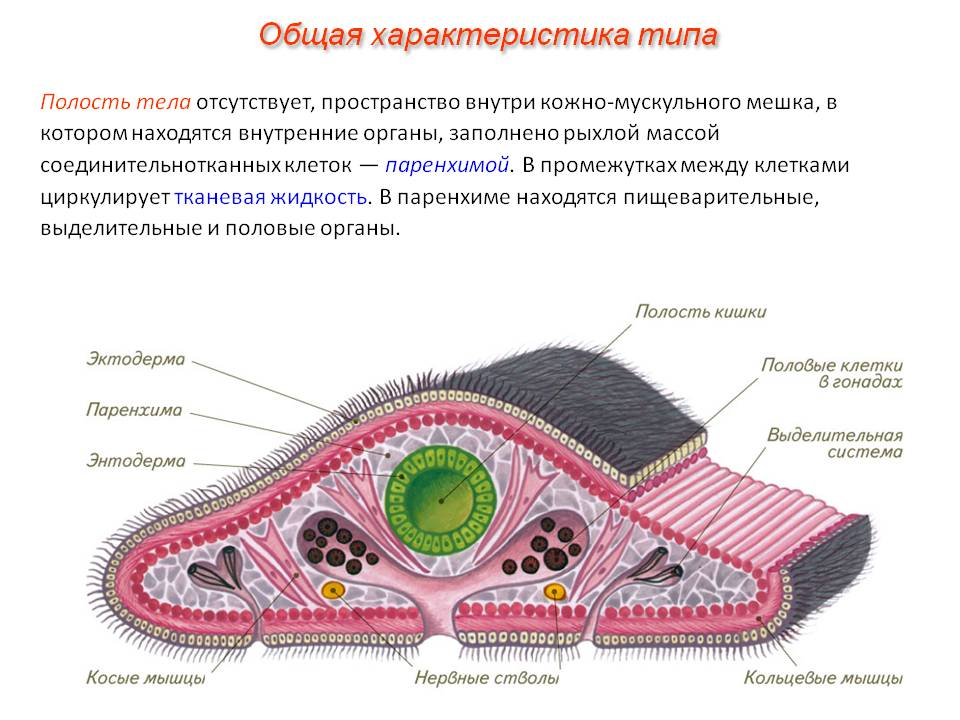 Общая характеристика типа
Полость тела отсутствует, пространство внутри кожно-мускульного мешка, в
котором находятся внутренние органы, заполнено рыхлой массой
соединительнотканных клеток — паренхимой. В промежутках между клетками
циркулирует тканевая жидкость. В паренхиме находятся пищеварительные,
выделительные и половые органы.
Полость кишки
Эктодерма
Половые клетки
в гонадах
Паренхима
Выделительная
система
Энтодерма
Косые мышцы
Нервные стволы
Кольцевые мышцы